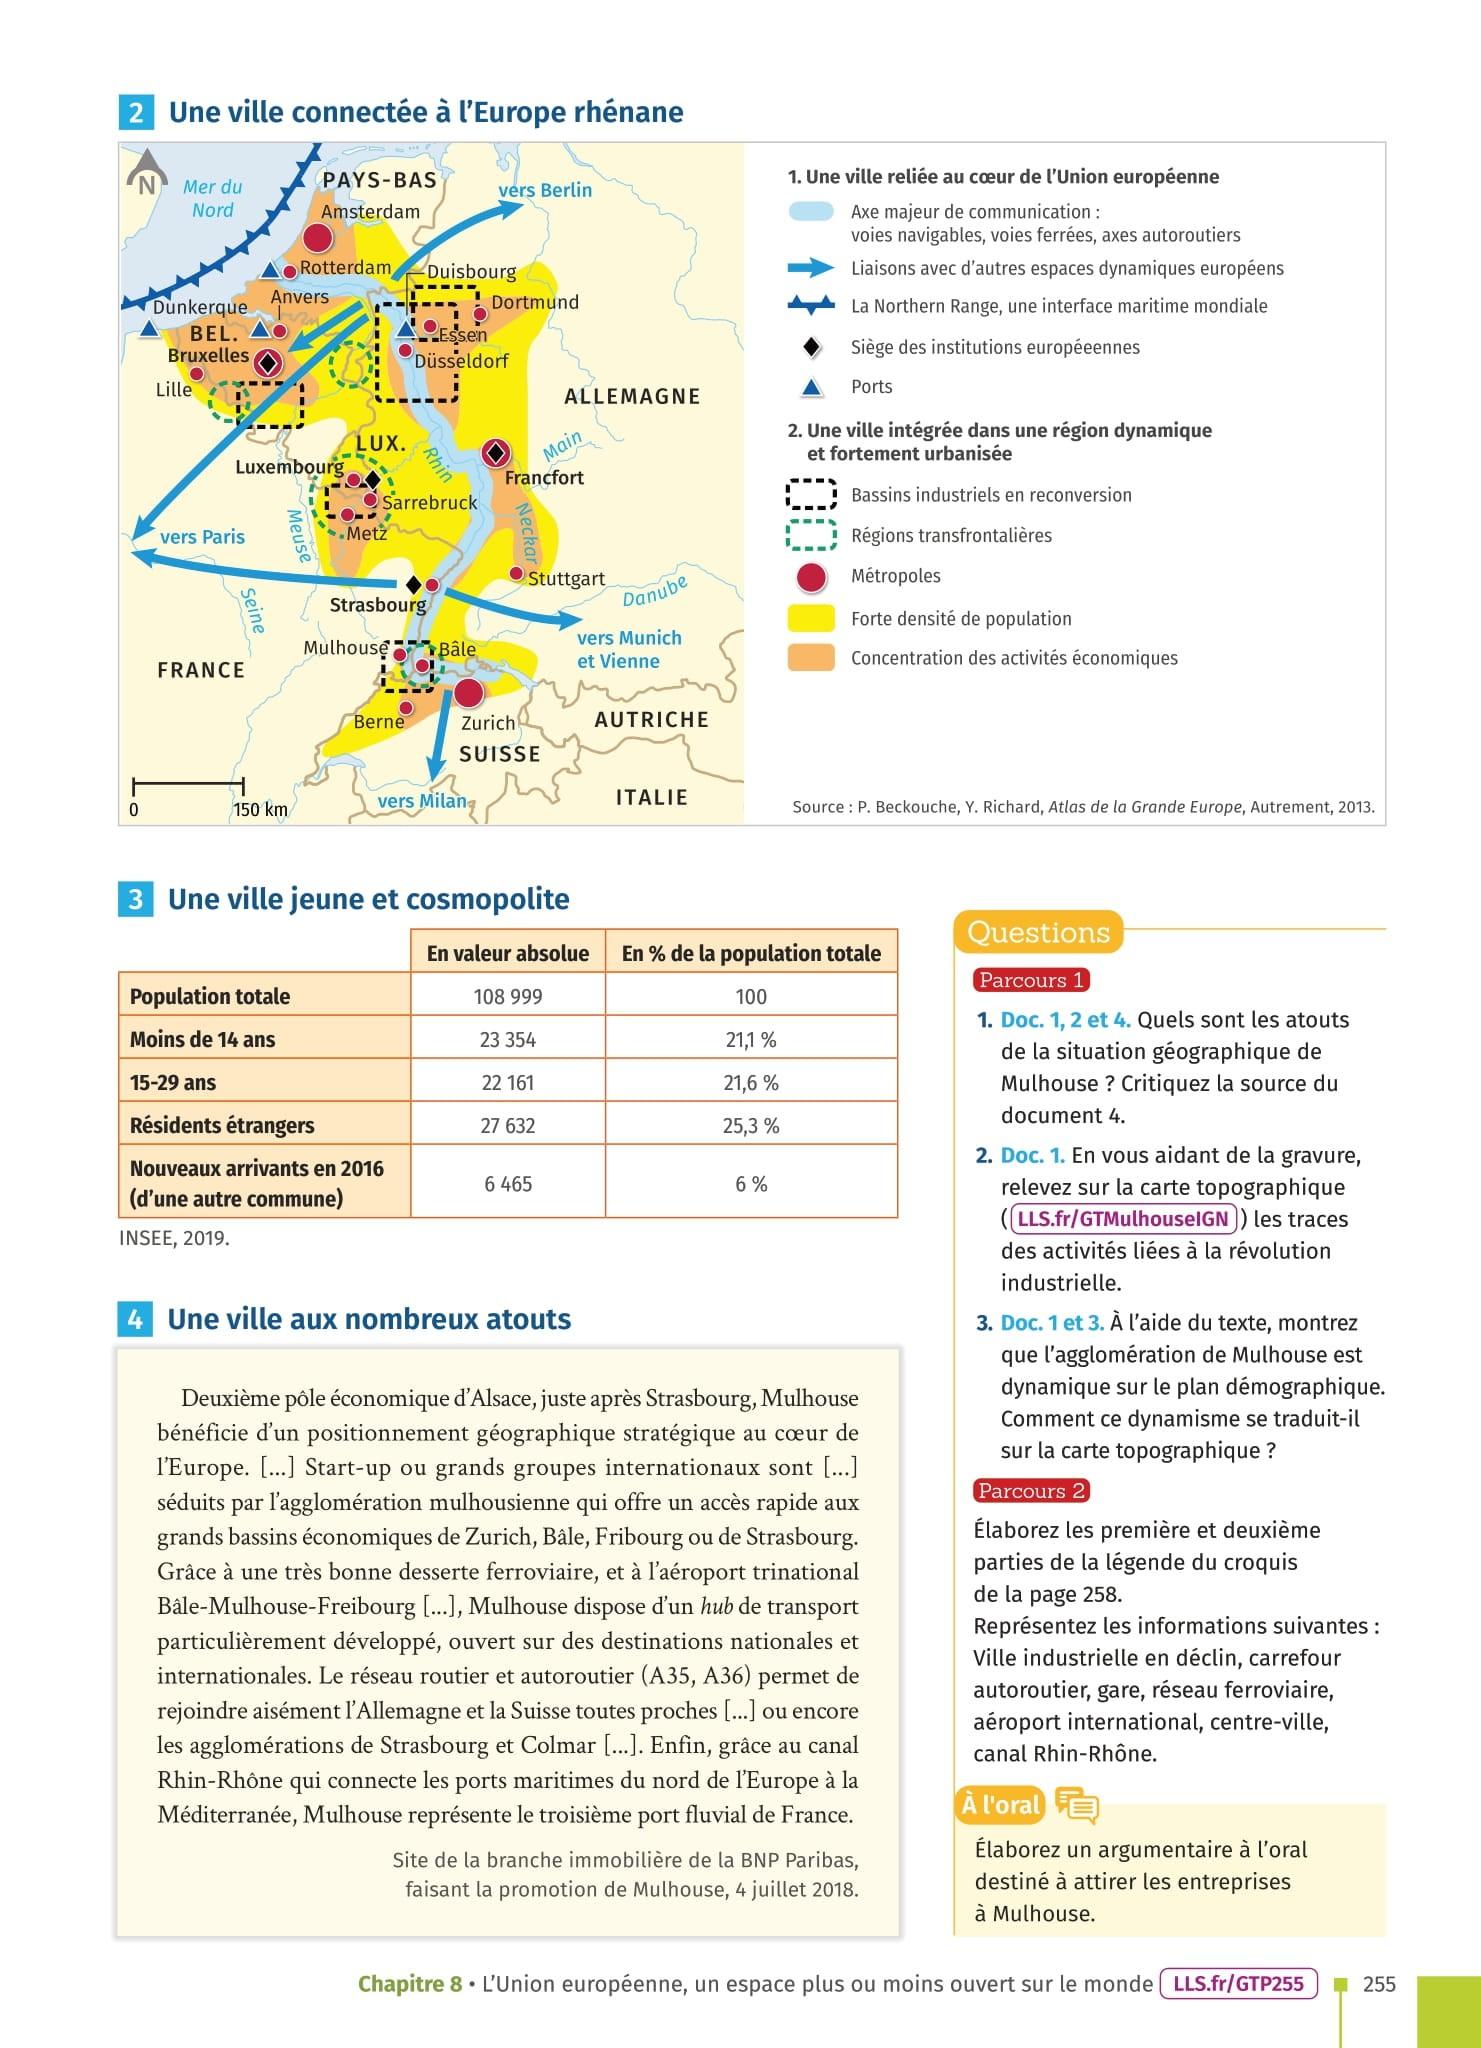 2 Une ville connectée à l'Europe rhénane
N
Mer du
Nord
PAYS-BAS
Amsterdam
vers Berlin
Rotterdam
Duisbourg
Anvers
Dunkerque
Dortmund
BEL.
Essen
Bruxelles
Düsseldorf
Lille
ALLEMAGNE
LUX.
Rhin
Main
Luxembourg
Francfort
Sarrebruck
Meuse
Neckar
Metz
vers Paris
Stuttgart
Danube
Seine
Strasbourg
vers Munich
et Vienne
Mulhouse
Bâle
FRANCE
Berne
Zurich
AUTRICHE
SUISSE
ITALIE
vers Milan
0 150 km
1. Une ville reliée au cœur de l'Union européenne
Axe majeur de communication :
voies navigables, voies ferrées, axes autoroutiers
Liaisons avec d'autres espaces dynamiques européens
La Northern Range, une interface maritime mondiale
Siège des institutions européeennes
Ports
2. Une ville intégrée dans une région dynamique
et fortement urbanisée
Bassins industriels en reconversion
Régions transfrontalières
Métropoles
Forte densité de population
Concentration des activités économiques
Source : P. Beckouche, Y. Richard, Atlas de la Grande Europe, Autrement, 2013.
3 Une ville jeune et cosmopolite
En valeur absolue En % de la population totale
Population totale 108 999 100
Moins de 14 ans 23 354 21,1 %
15-29 ans 22 161 21,6 %
Résidents étrangers 27 632 25,3 %
Nouveaux arrivants en 2016
(d'une autre commune) 6 465 6 %
INSEE, 2019.
4 Une ville aux nombreux atouts
Deuxième pôle économique d'Alsace, juste après Strasbourg, Mulhouse
bénéficie d'un positionnement géographique stratégique au cœur de
l'Europe. [...] Start-up ou grands groupes internationaux sont [...]
séduits par l'agglomération mulhousienne qui offre un accès rapide aux
grands bassins économiques de Zurich, Bâle, Fribourg ou de Strasbourg.
Grâce à une très bonne desserte ferroviaire, et à l'aéroport trinational
Bâle-Mulhouse-Freibourg [...], Mulhouse dispose d'un hub de transport
particulièrement développé, ouvert sur des destinations nationales et
internationales. Le réseau routier et autoroutier (A35, A36) permet de
rejoindre aisément l'Allemagne et la Suisse toutes proches [...] ou encore
les agglomérations de Strasbourg et Colmar [...]. Enfin, grâce au canal
Rhin-Rhône qui connecte les ports maritimes du nord de l'Europe à la
Méditerranée, Mulhouse représente le troisième port fluvial de France.
Site de la branche immobilière de la BNP Paribas,
faisant la promotion de Mulhouse, 4 juillet 2018.
Questions
Parcours 1
1. Doc. 1, 2 et 4. Quels sont les atouts
de la situation géographique de
Mulhouse ? Critiquez la source du
document 4.
2. Doc. 1. En vous aidant de la gravure,
relevez sur la carte topographique
( LLS.fr/GTMulhouseIGN ) les traces
des activités liées à la révolution
industrielle.
3. Doc. 1 et 3. À l'aide du texte, montrez
que l'agglomération de Mulhouse est
dynamique sur le plan démographique.
Comment ce dynamisme se traduit-il
sur la carte topographique ?
Parcours 2
Élaborez les première et deuxième
parties de la légende du croquis
de la page 258.
Représentez les informations suivantes :
Ville industrielle en déclin, carrefour
autoroutier, gare, réseau ferroviaire,
aéroport international, centre-ville,
canal Rhin-Rhône.
À l'oral
Élaborez un argumentaire à l'oral
destiné à attirer les entreprises
à Mulhouse.
Chapitre 8 • L'Union européenne, un espace plus ou moins ouvert sur le monde LLS.fr/GTP255 255